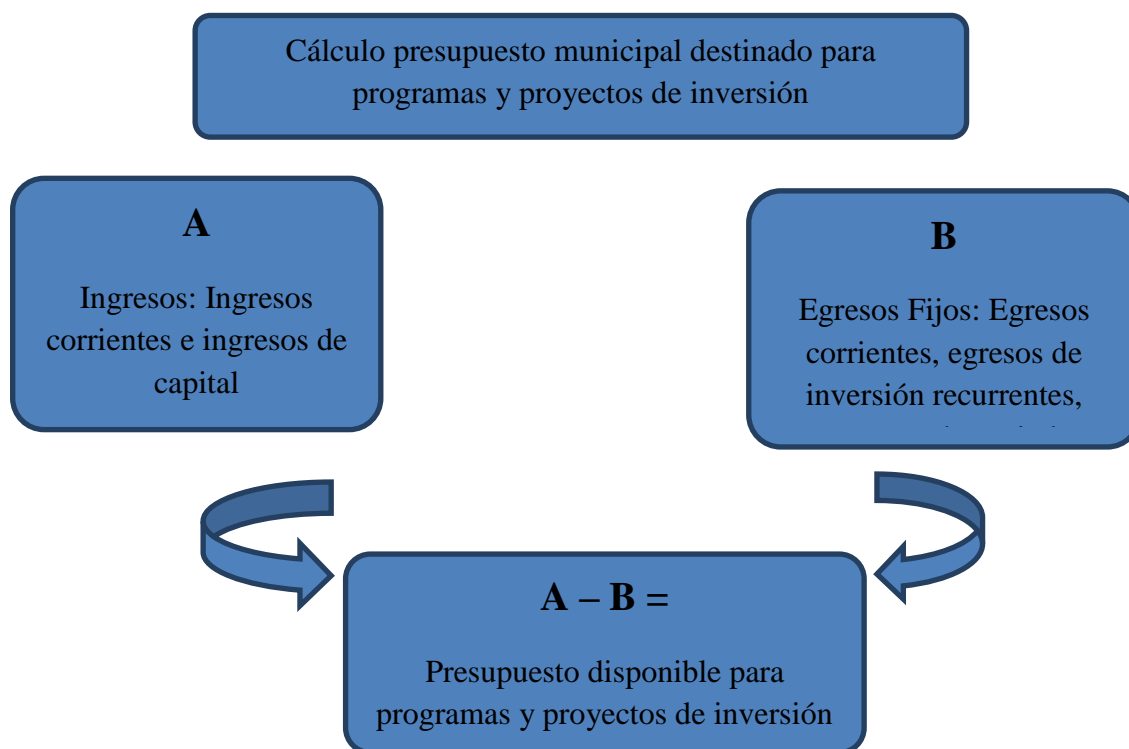 Cálculo presupuesto municipal destinado para
programas y proyectos de inversión
A
Ingresos: Ingresos
corrientes e ingresos de
capital
B
Egresos Fijos: Egresos
corrientes, egresos de
inversión recurrentes,
A – B =
Presupuesto disponible para
programas y proyectos de inversión